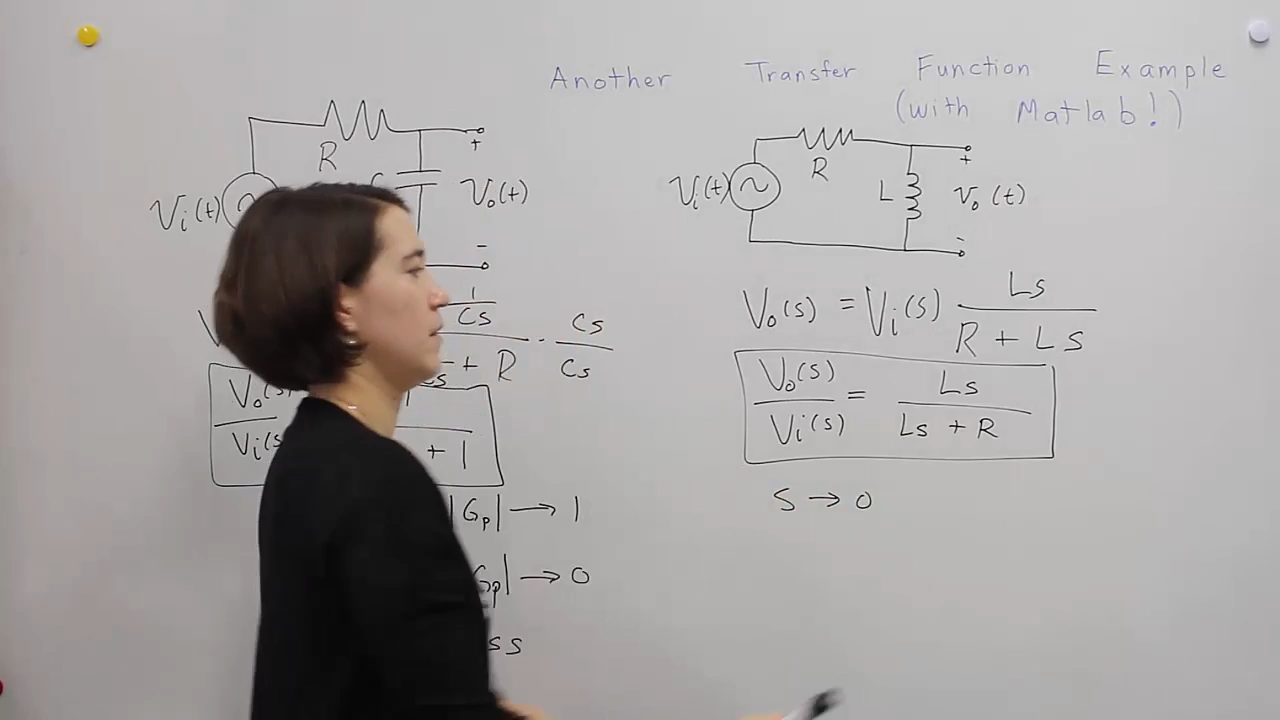 Another Transfer Function Example
(with Matlab!)
R
Vi(t)
Vo(t)
+
-
1
Cs
+ R · Cs
Cs
Vo(s)
Vi(s
+ 1
|Gp| → 1
Gp| → 0
ss
R
Vi(t)
L
+
Vo(t)
-
Vo(s) = Vi(s) Ls
R + Ls
Vo(s) = Ls
Vi(s) Ls + R
S → 0